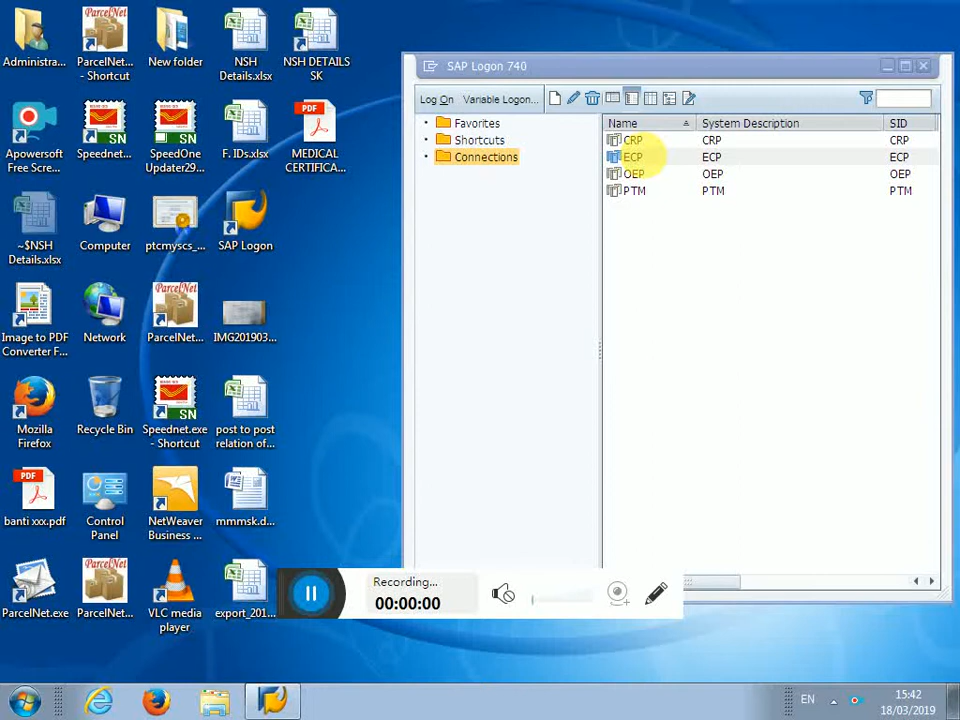 Administra...
ParcelNet
ParcelNet...
- Shortcut
New folder
NSH
Details.xlsx
NSH DETAILS
SK
Apowersoft
Free Scre...
SN
Speednet...
SN
SpeedOne
Updater29...
F. IDs.xlsx
PDF
MEDICAL
CERTIFICA...
~$NSH
Details.xlsx
Computer
ptcmyscs_...
SAP Logon
Image to PDF
Converter F...
Network
ParcelNet
ParcelNet...
IMG201903...
Mozilla
Firefox
Recycle Bin
SN
Speednet.exe
- Shortcut
post to post
relation of...
PDF
banti xxx.pdf
Control
Panel
NetWeaver
Business ...
mmmsk.d...
ParcelNet.exe
ParcelNet
ParcelNet...
VLC media
player
export_201...
SAP Logon 740
Log On Variable Logon...
Favorites
Shortcuts
Connections
Name System Description SID
CRP CRP CRP
ECP ECP ECP
OEP OEP OEP
PTM PTM PTM
Recording...
00:00:00
EN
15:42
18/03/2019